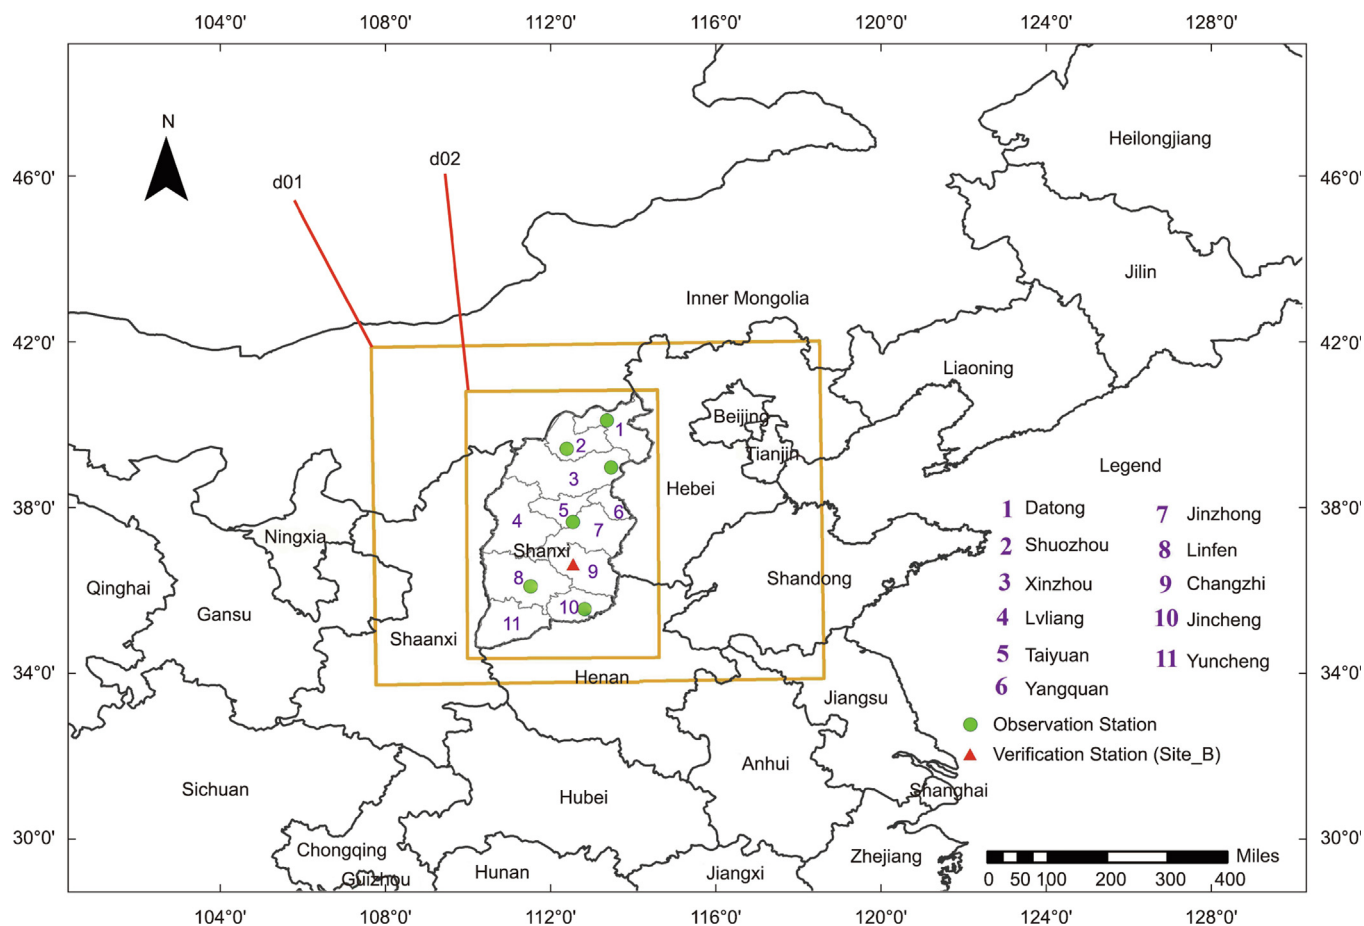 104°0' 108°0' 112°0' 116°0' 120°0' 124°0' 128°0'
N
Heilongjiang
d02
d01
46°0' 46°0'
Jilin
Inner Mongolia
42°0' 42°0'
Liaoning
Beijing
1
2
Tianjin
Legend
3
Hebei
38°0' 38°0'
4
5
6
7
Ningxia
Shanxi
8
9
10
11
Shandong
Qinghai
Gansu
Shaanxi
1 Datong
2 Shuozhou
3 Xinzhou
4 Lvliang
5 Taiyuan
6 Yangquan
7 Jinzhong
8 Linfen
9 Changzhi
10 Jincheng
11 Yuncheng
34°0' 34°0'
Henan
Jiangsu
Observation Station
Verification Station (Site_B)
Anhui
Sichuan
Hubei
Shanghai
30°0' 30°0'
Chongqing
Zhejiang
Guizhou
Hunan
Jiangxi
Miles
0 50 100 200 300 400
104°0' 108°0' 112°0' 116°0' 120°0' 124°0' 128°0'